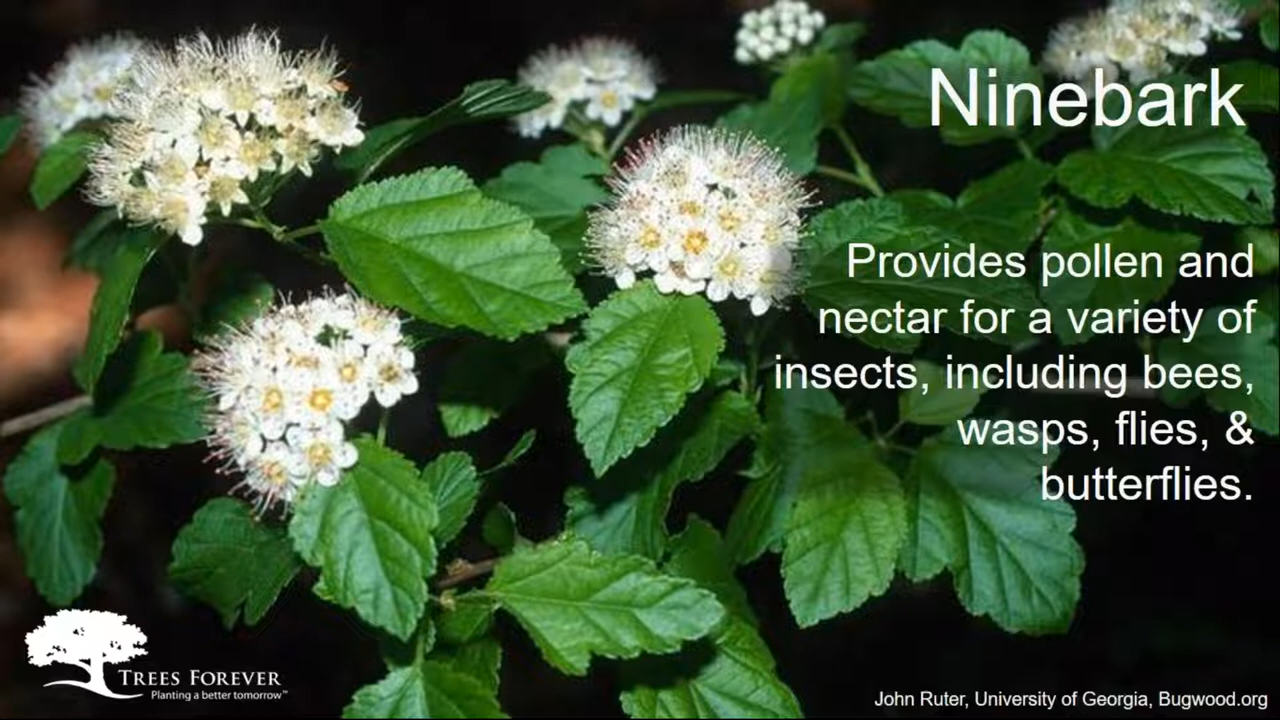 Ninebark
Provides pollen and
nectar for a variety of
insects, including bees,
wasps, flies, &
butterflies.
TREES FOREVER
Planting a better tomorrow™
John Ruter, University of Georgia, Bugwood.org